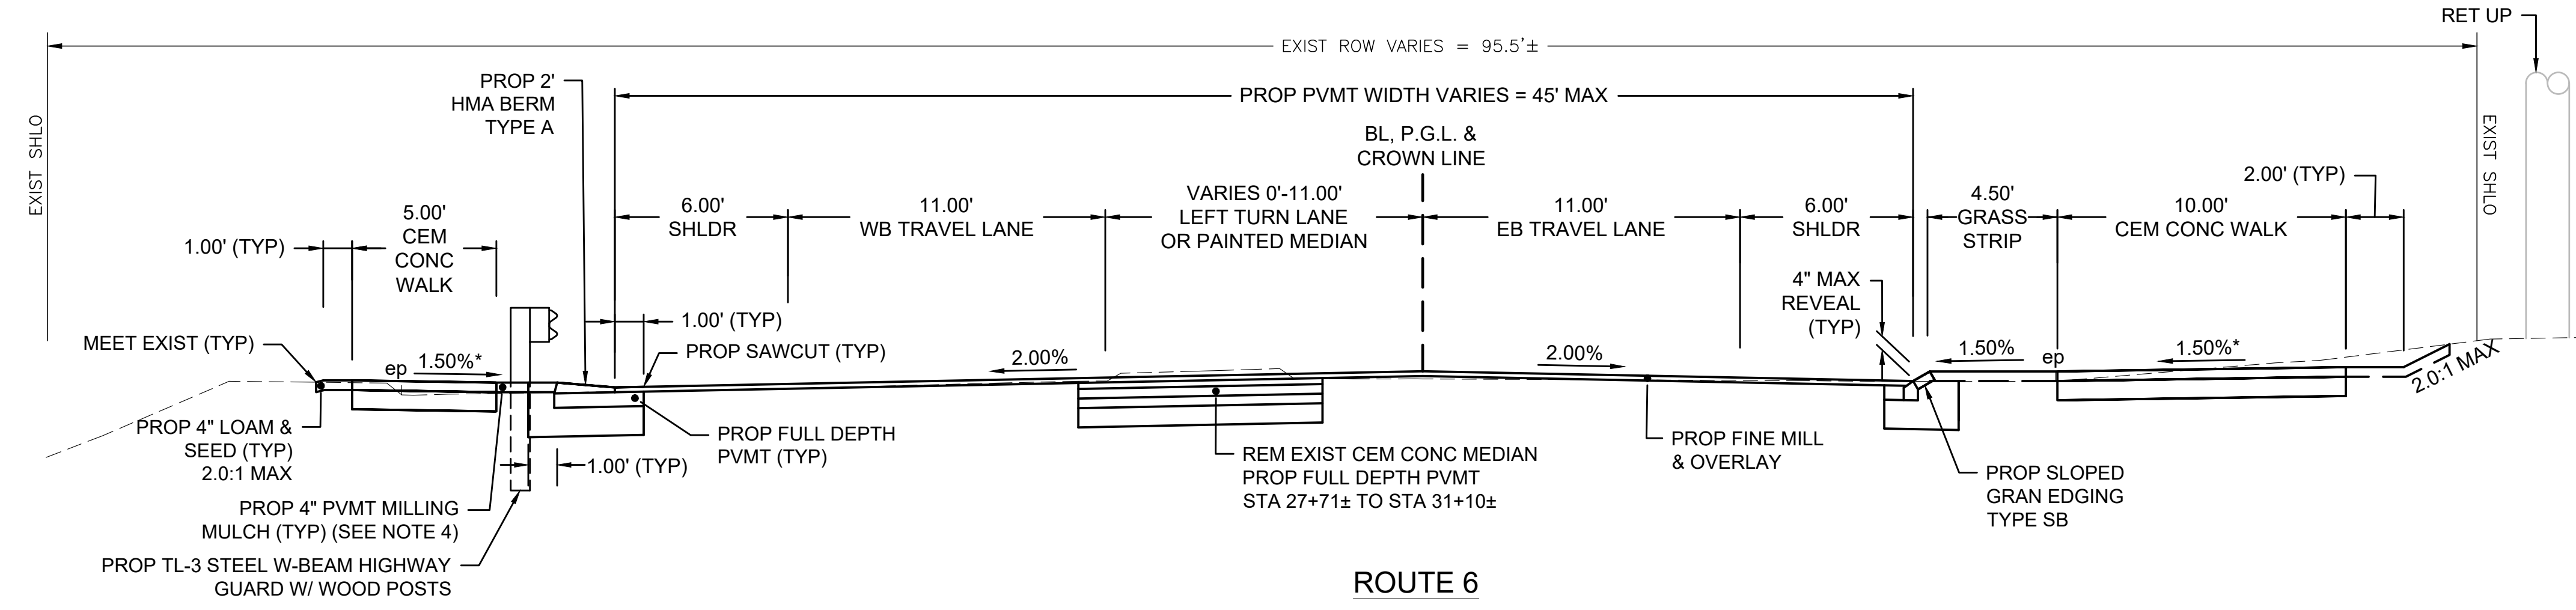 RET UP
EXIST ROW VARIES = 95.5'±
EXIST SHLO
PROP 2'
HMA BERM
TYPE A
PROP PVMT WIDTH VARIES = 45' MAX
BL, P.G.L. &
CROWN LINE
EXIST SHLO
1.00' (TYP)
5.00'
CEM
CONC
WALK
6.00'
SHLDR
11.00'
WB TRAVEL LANE
VARIES 0'-11.00'
LEFT TURN LANE
OR PAINTED MEDIAN
11.00'
EB TRAVEL LANE
6.00'
SHLDR
4.50'
GRASS
STRIP
10.00'
CEM CONC WALK
2.00' (TYP)
4" MAX
REVEAL
(TYP)
1.00' (TYP)
MEET EXIST (TYP)
ep
1.50%*
PROP SAWCUT (TYP)
2.00%
2.00%
1.50%
ep
1.50%*
2.0:1 MAX
PROP 4" LOAM &
SEED (TYP)
2.0:1 MAX
PROP FULL DEPTH
PVMT (TYP)
1.00' (TYP)
REM EXIST CEM CONC MEDIAN
PROP FULL DEPTH PVMT
STA 27+71± TO STA 31+10±
PROP FINE MILL
& OVERLAY
PROP SLOPED
GRAN EDGING
TYPE SB
PROP 4" PVMT MILLING
MULCH (TYP) (SEE NOTE 4)
PROP TL-3 STEEL W-BEAM HIGHWAY
GUARD W/ WOOD POSTS
ROUTE 6